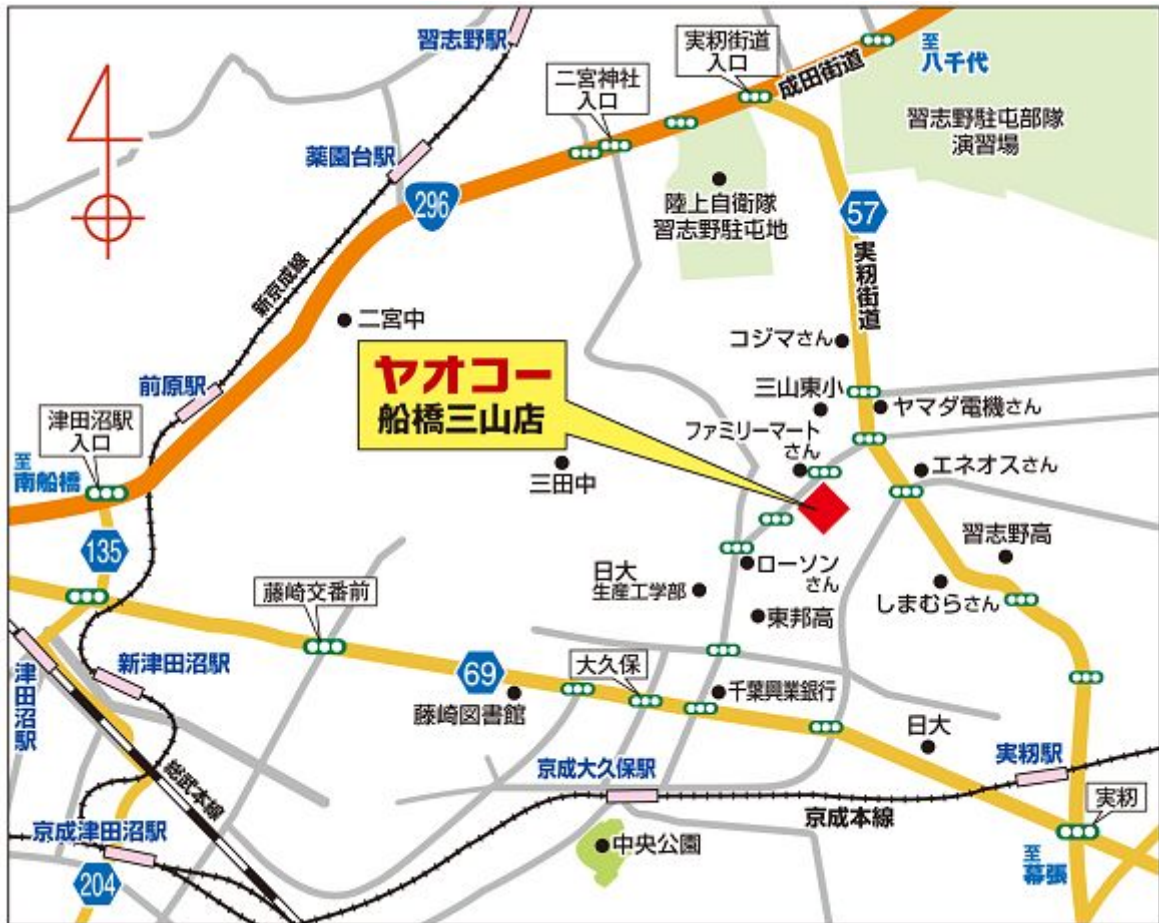 習志野駅
実籾街道
入口
至
八千代
成田街道
二宮神社
入口
習志野駐屯部隊
演習場
薬園台駅
296
陸上自衛隊
習志野駐屯地
57
実籾街道
新京成線
二宮中
コジマさん
ヤオコー
船橋三山店
前原駅
三山東小
ヤマダ電機さん
津田沼駅
入口
ファミリーマート
さん
至
南船橋
三田中
エネオスさん
135
習志野高
藤崎交番前
日大
生産工学部
ローソン
さん
しまむらさん
東邦高
新津田沼駅
津田沼駅
69
大久保
藤崎図書館
千葉興業銀行
日大
総武本線
京成大久保駅
実籾駅
京成本線
実籾
京成津田沼駅
中央公園
至
幕張
204